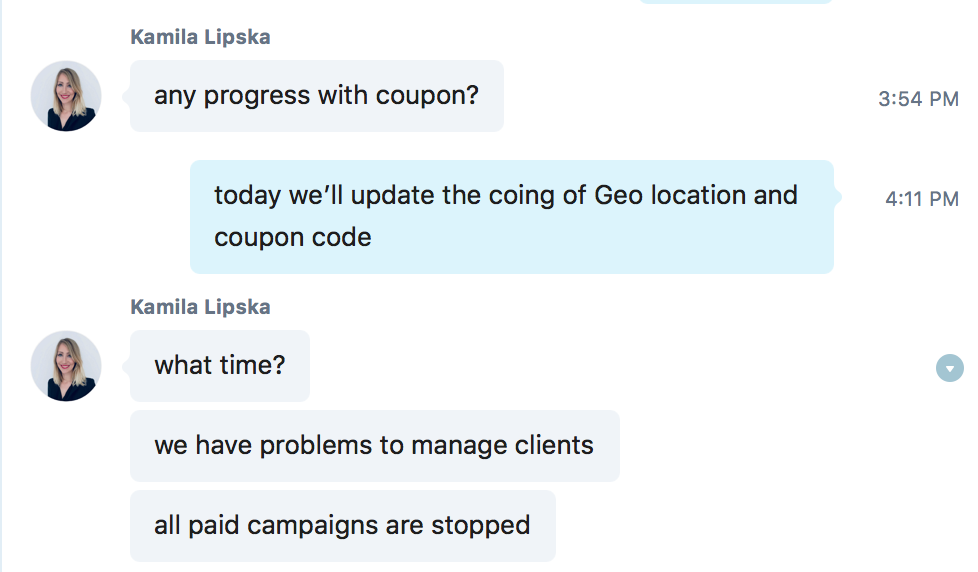 Kamila Lipska
any progress with coupon?
3:54 PM
today we’ll update the coing of Geo location and
coupon code
4:11 PM
Kamila Lipska
what time?
we have problems to manage clients
all paid campaigns are stopped